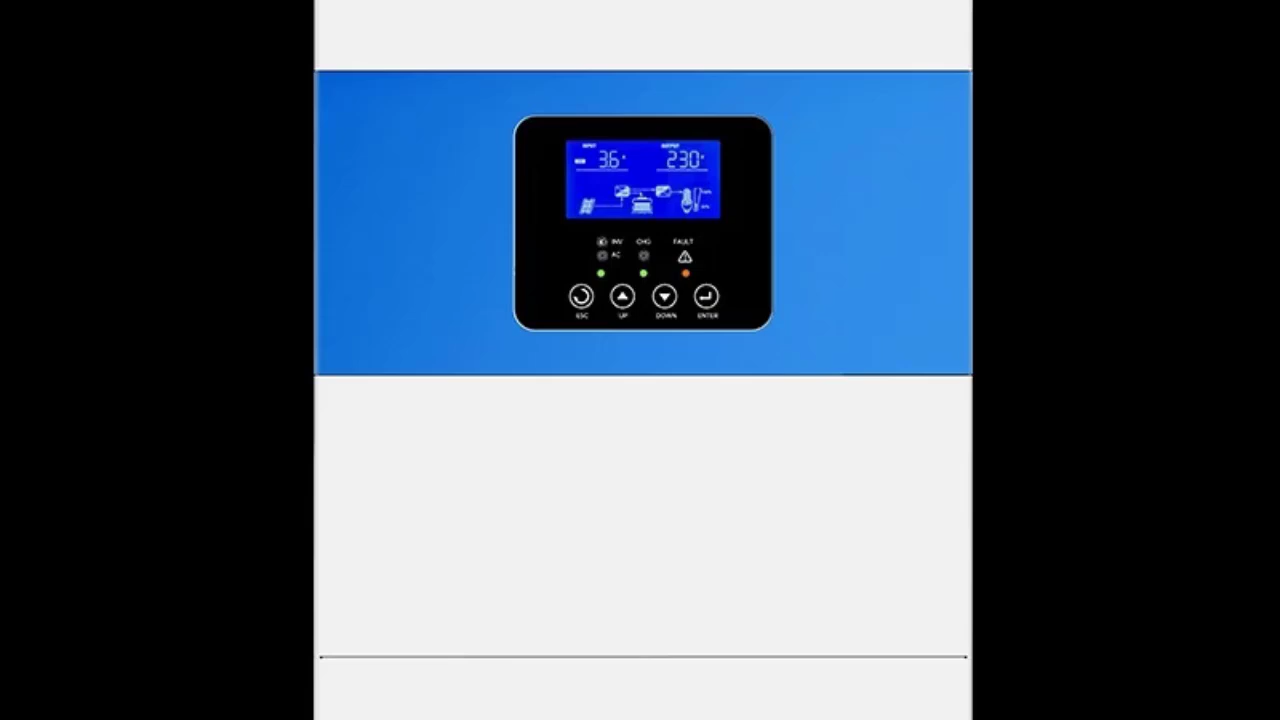 INPUT OUTPUT
36 230
INV CHG FAULT
AC
ESC UP DOWN ENTER